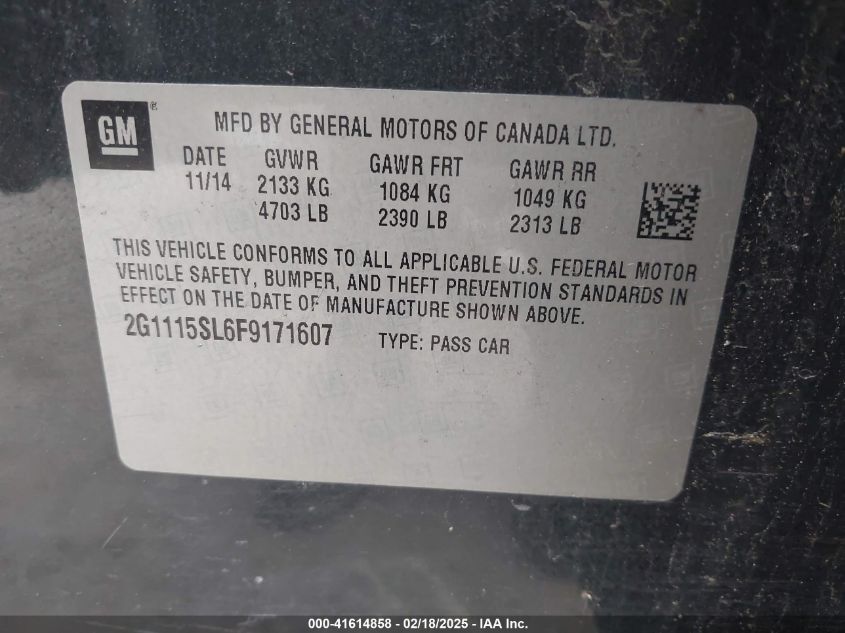 GM®
MFD BY GENERAL MOTORS OF CANADA LTD.
DATE GVWR GAWR FRT GAWR RR
11/14 2133 KG 1084 KG 1049 KG
4703 LB 2390 LB 2313 LB
THIS VEHICLE CONFORMS TO ALL APPLICABLE U.S. FEDERAL MOTOR
VEHICLE SAFETY, BUMPER, AND THEFT PREVENTION STANDARDS IN
EFFECT ON THE DATE OF MANUFACTURE SHOWN ABOVE.
2G1115SL6F9171607 TYPE: PASS CAR
000-41614858 - 02/18/2025 - IAA Inc.